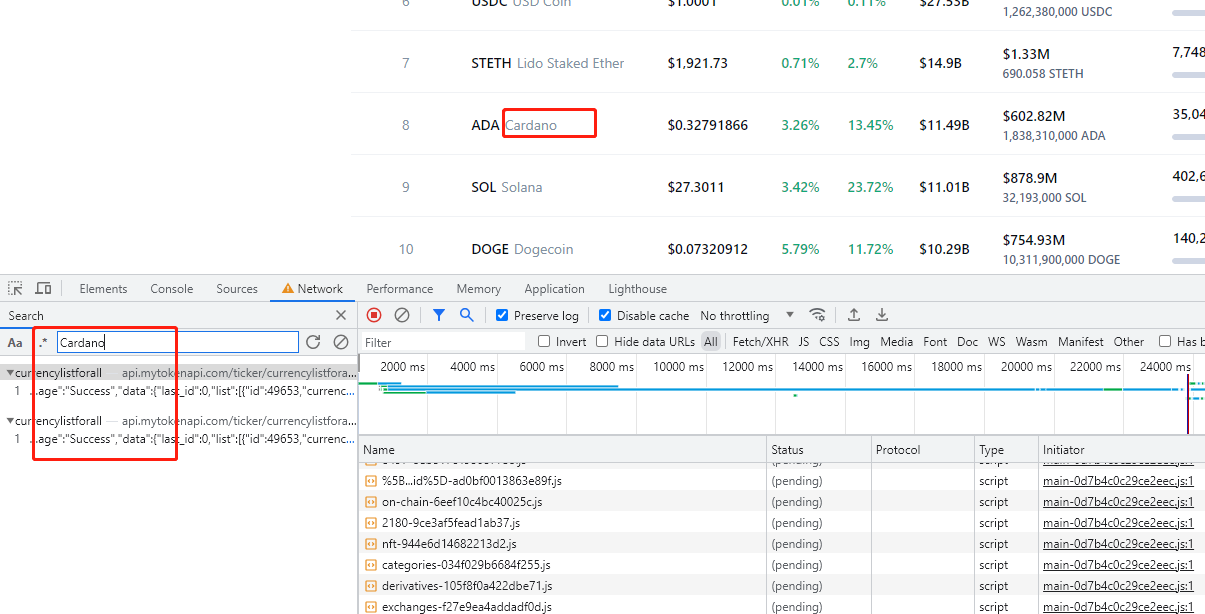 6 USDC USD Coin $1.0001 0.01% 0.11% $27.53B
1,262,380,000 USDC
7 STETH Lido Staked Ether $1,921.73 0.71% 2.7% $14.9B $1.33M 7,748
690.058 STETH
8 ADA Cardano $0.32791866 3.26% 13.45% $11.49B $602.82M 35,04
1,838,310,000 ADA
9 SOL Solana $27.3011 3.42% 23.72% $11.01B $878.9M 402,6
32,193,000 SOL
10 DOGE Dogecoin $0.07320912 5.79% 11.72% $10.29B $754.93M 140,2
10,311,900,000 DOGE
Elements Console Sources Network Performance Memory Application Lighthouse
Search
Preserve log Disable cache No throttling
Aa .* Cardano
Filter Invert Hide data URLs All Fetch/XHR JS CSS Img Media Font Doc WS Wasm Manifest Other Has b
currencylistforall api.mytokenapi.com/ticker/currencylistfora...
1 ...age":"Success","data":{"last_id":0,"list":[{"id":49653,"currenc...
currencylistforall — api.mytokenapi.com/ticker/currencylistfora...
1 ...age":"Success","data":{"last_id":0,"list":[{"id":49653,"currenc...
2000 ms 4000 ms 6000 ms 8000 ms 10000 ms 12000 ms 14000 ms 16000 ms 18000 ms 20000 ms 22000 ms 24000 ms
Name Status Protocol Type Initiator
%5B...id%5D-ad0bf0013863e89f.js (pending) script main-0d7b4c0c29ce2eec.js:1
on-chain-6eef10c4bc40025c.js (pending) script main-0d7b4c0c29ce2eec.js:1
2180-9ce3af5fead1ab37.js (pending) script main-0d7b4c0c29ce2eec.js:1
nft-944e6d14682213d2.js (pending) script main-0d7b4c0c29ce2eec.js:1
categories-034f029b6684f255.js (pending) script main-0d7b4c0c29ce2eec.js:1
derivatives-105f8f0a422dbe71.js (pending) script main-0d7b4c0c29ce2eec.js:1
exchanges-f27e9ea4addadf0d.js (pending) script main-0d7b4c0c29ce2eec.js:1